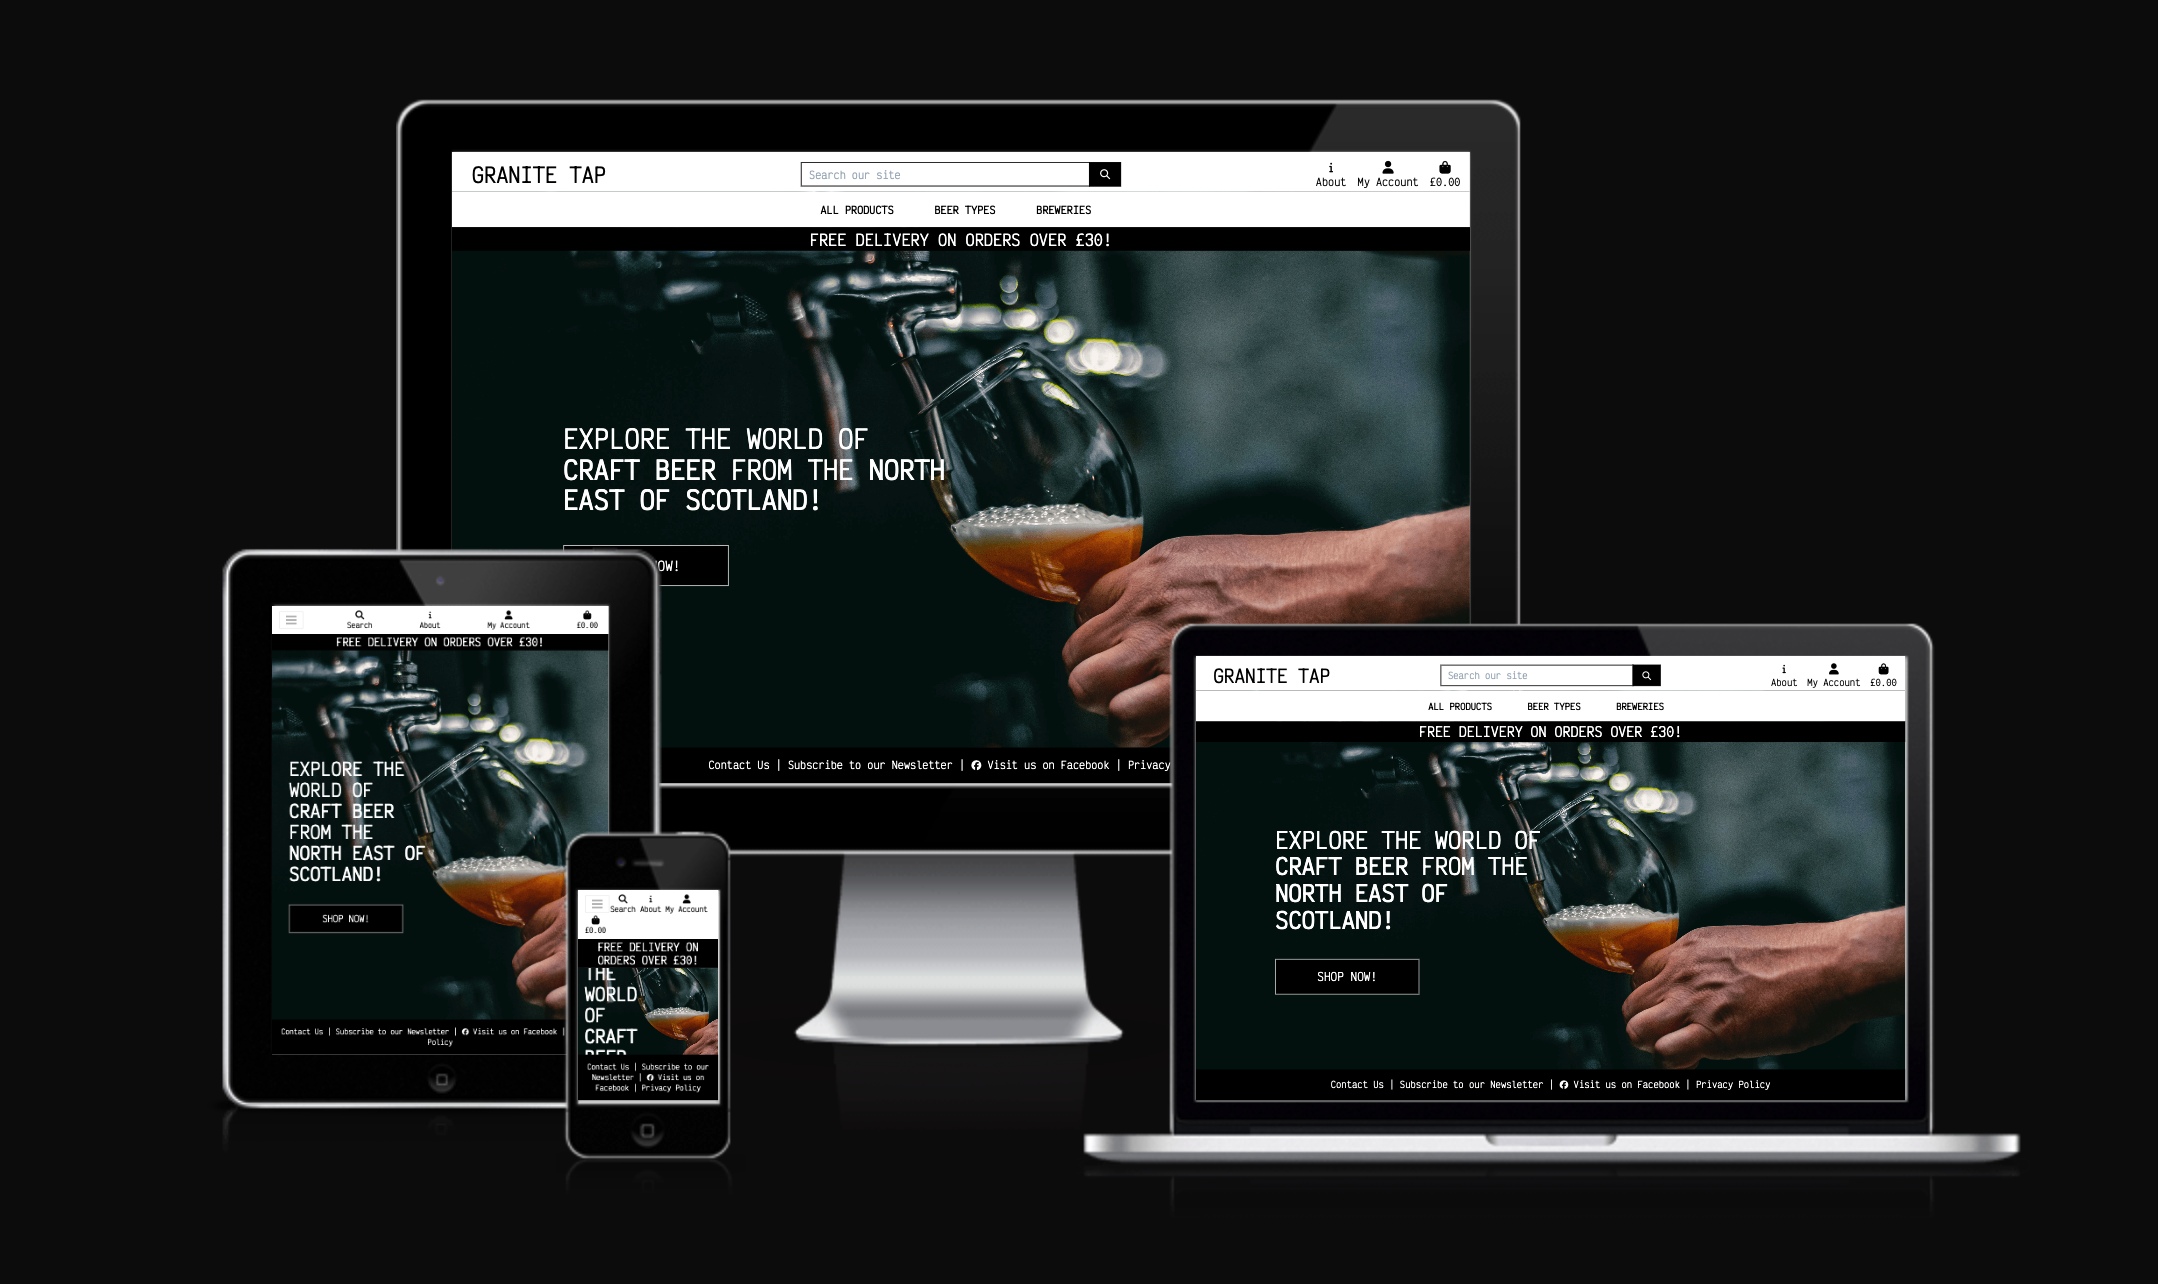 GRANITE TAP
Search our site
About My Account £0.00
ALL PRODUCTS BEER TYPES BREWERIES
FREE DELIVERY ON ORDERS OVER £30!
EXPLORE THE WORLD OF
CRAFT BEER FROM THE NORTH
EAST OF SCOTLAND!
Contact Us | Subscribe to our Newsletter | Visit us on Facebook | Privacy
Search About My Account £0.00
FREE DELIVERY ON ORDERS OVER £30!
EXPLORE THE
WORLD OF
CRAFT BEER
FROM THE
NORTH EAST OF
SCOTLAND!
SHOP NOW!
Contact Us | Subscribe to our Newsletter | Visit us on Facebook |
Policy
Search About My Account
£0.00
FREE DELIVERY ON
ORDERS OVER £30!
THE
WORLD
OF
CRAFT
BEER
Contact Us | Subscribe to our
Newsletter | Visit us on
Facebook | Privacy Policy
GRANITE TAP
Search our site
About My Account £0.00
ALL PRODUCTS BEER TYPES BREWERIES
FREE DELIVERY ON ORDERS OVER £30!
EXPLORE THE WORLD OF
CRAFT BEER FROM THE
NORTH EAST OF
SCOTLAND!
SHOP NOW!
Contact Us | Subscribe to our Newsletter | Visit us on Facebook | Privacy Policy